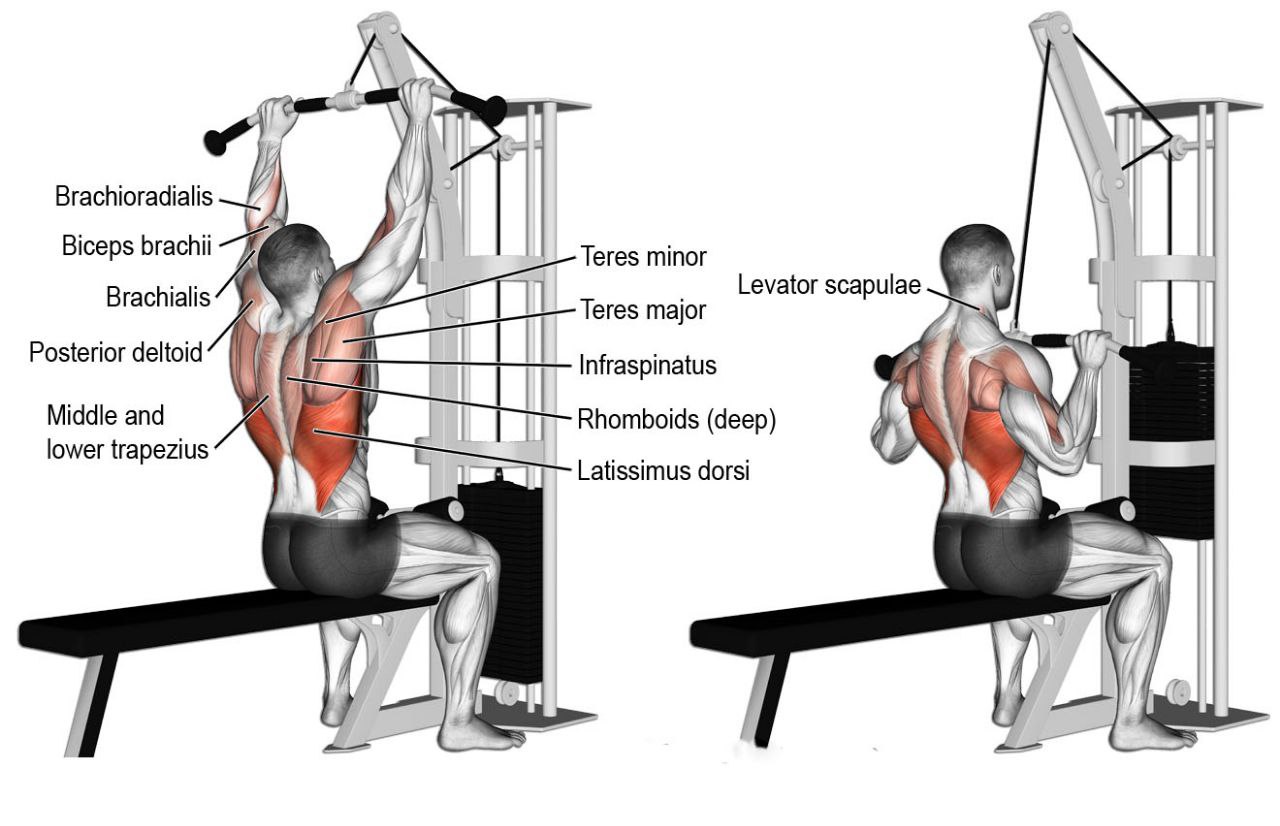 Brachioradialis
Biceps brachii
Brachialis
Posterior deltoid
Middle and
lower trapezius
Teres minor
Teres major
Infraspinatus
Rhomboids (deep)
Latissimus dorsi
Levator scapulae